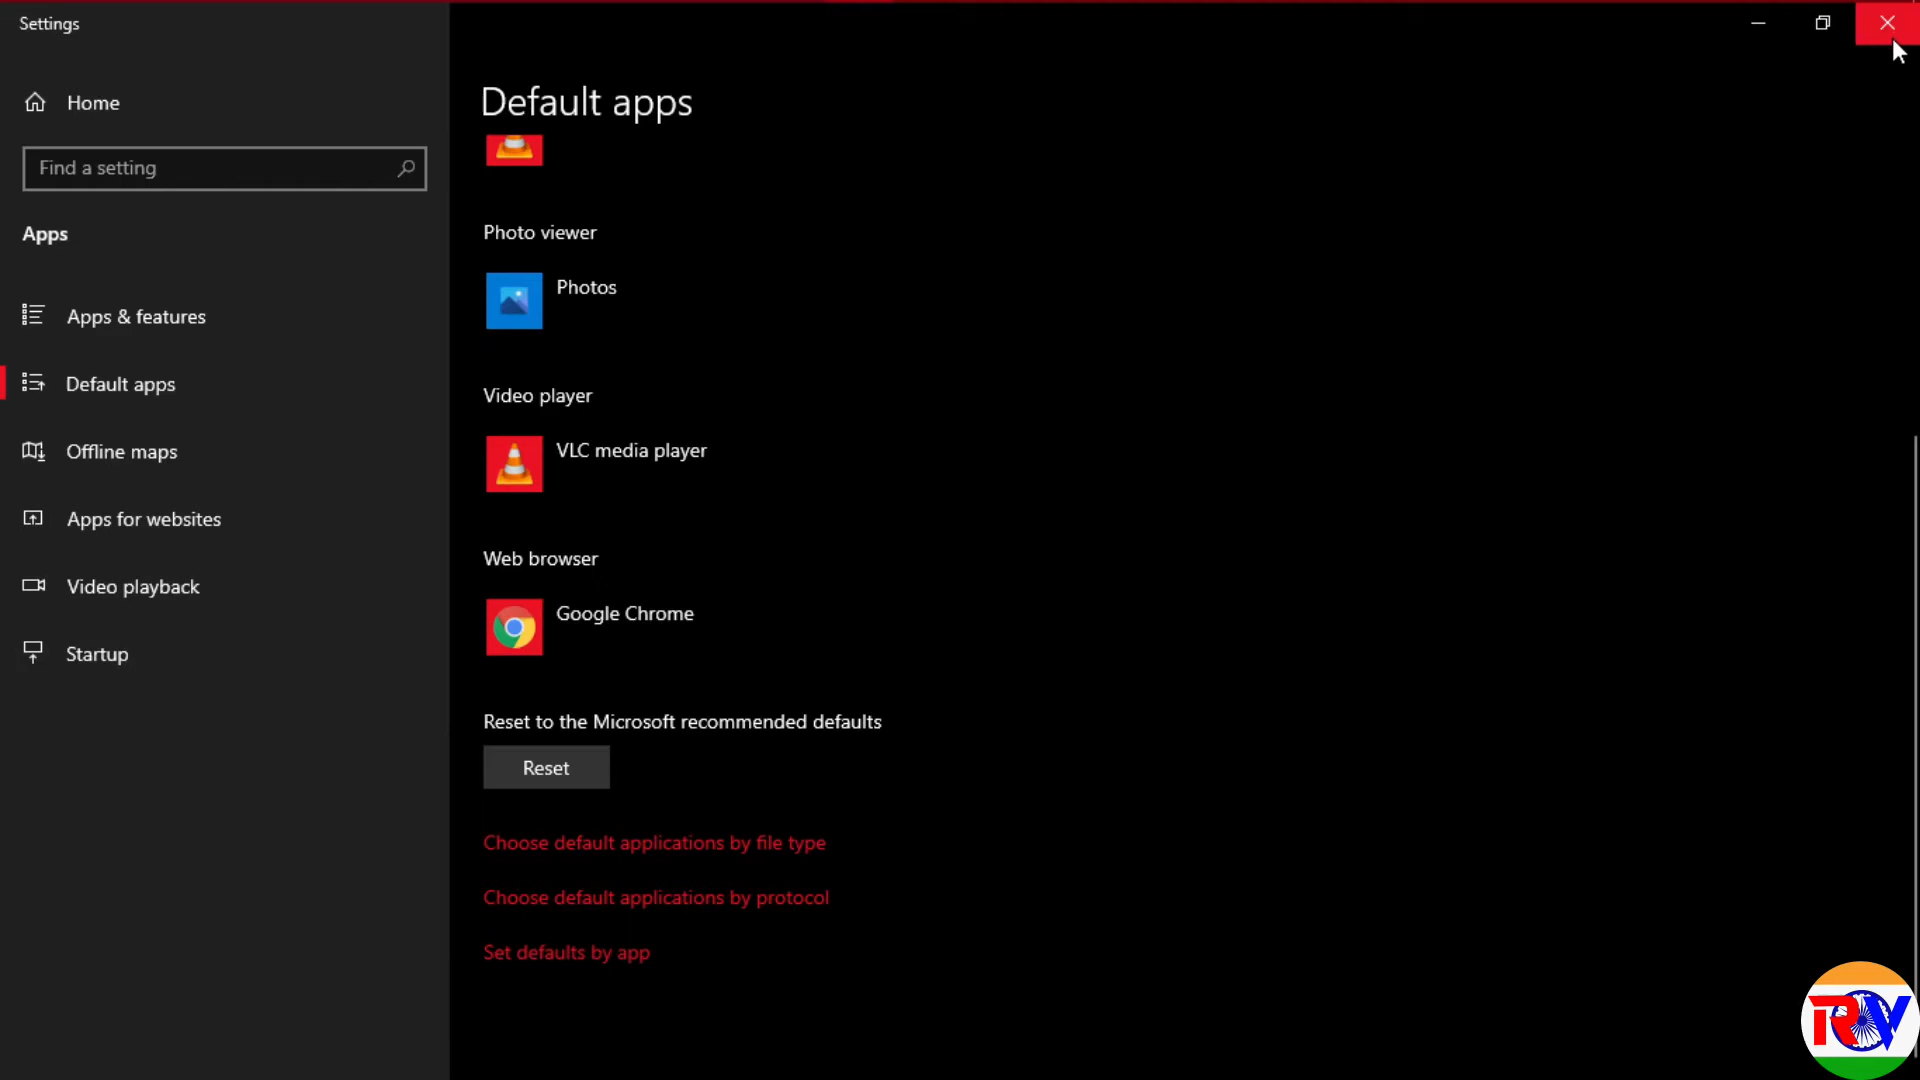 Settings
Home
Find a setting
Apps
Apps & features
Default apps
Offline maps
Apps for websites
Video playback
Startup
Default apps
Photo viewer
Photos
Video player
VLC media player
Web browser
Google Chrome
Reset to the Microsoft recommended defaults
Reset
Choose default applications by file type
Choose default applications by protocol
Set defaults by app
RV